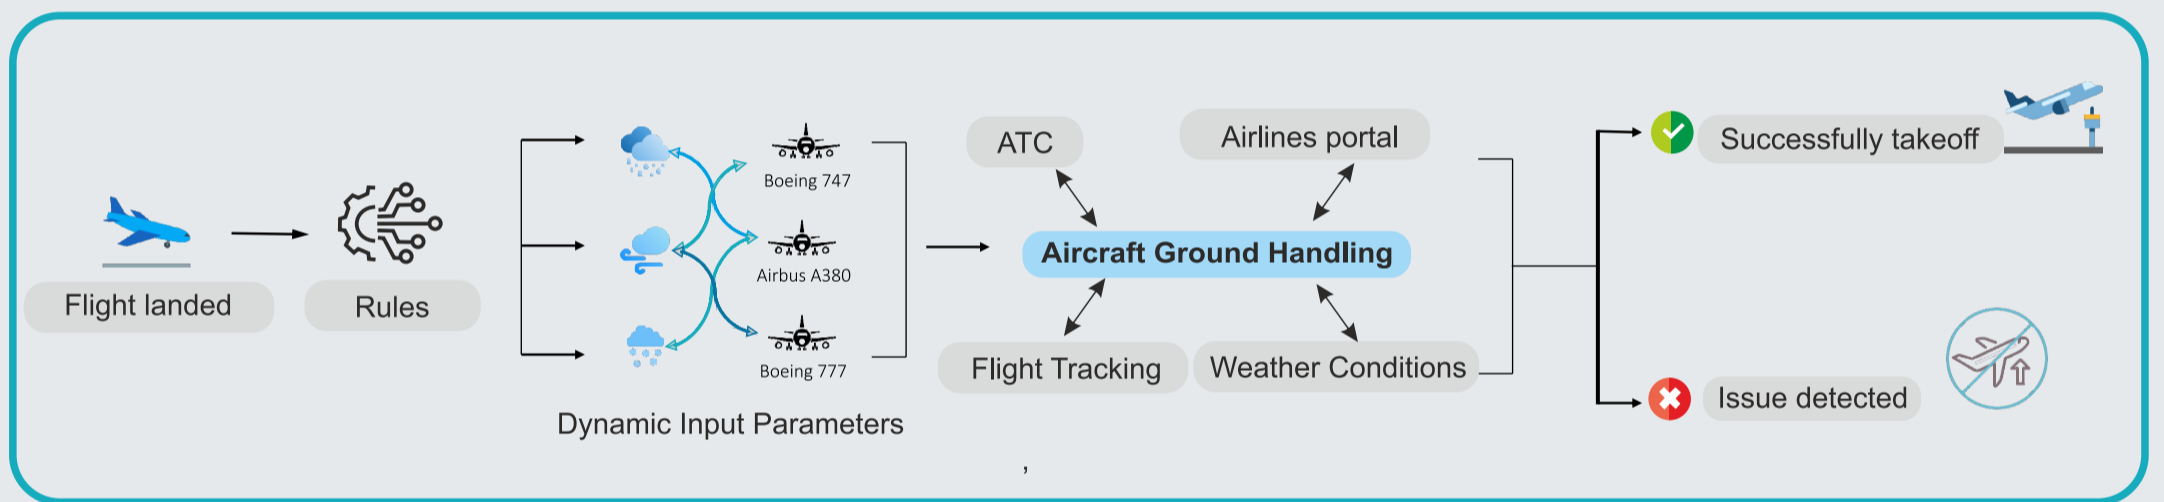 Flight landed
Rules
Boeing 747
Airbus A380
Boeing 777
Dynamic Input Parameters
ATC
Airlines portal
Aircraft Ground Handling
Flight Tracking
Weather Conditions
Successfully takeoff
Issue detected
,